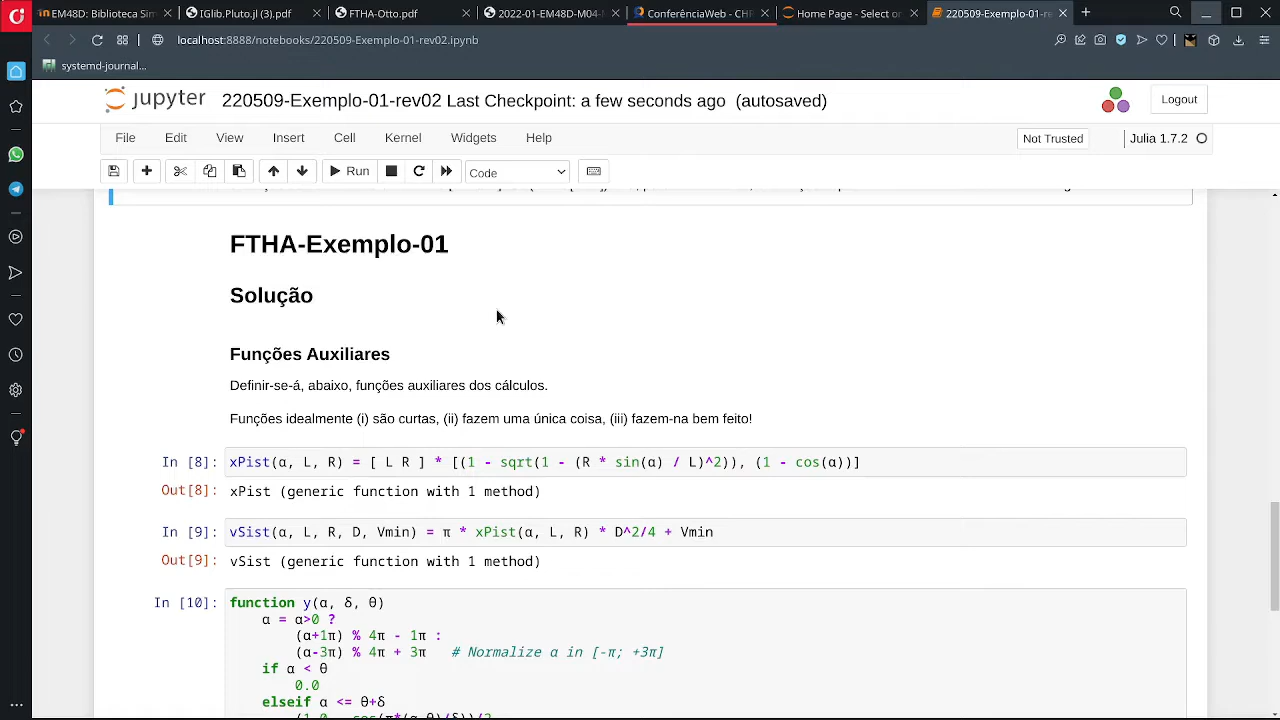 EM48D: Biblioteca Sim
IGlib.Pluto.jl (3).pdf
FTHA-Otto.pdf
2022-01-EM48D-M04-N
ConferênciaWeb - CHR
Home Page - Select or
220509-Exemplo-01-re
localhost:8888/notebooks/220509-Exemplo-01-rev02.ipynb
systemd-journal...
jupyter 220509-Exemplo-01-rev02 Last Checkpoint: a few seconds ago (autosaved)
Logout
File Edit View Insert Cell Kernel Widgets Help
Not Trusted
Julia 1.7.2
Run
Code
FTHA-Exemplo-01
Solução
Funções Auxiliares
Definir-se-á, abaixo, funções auxiliares dos cálculos.
Funções idealmente (i) são curtas, (ii) fazem uma única coisa, (iii) fazem-na bem feito!
In [8]: xPist(α, L, R) = [ L R ] * [(1 - sqrt(1 - (R * sin(α) / L)^2)), (1 - cos(α))]
Out[8]: xPist (generic function with 1 method)
In [9]: vSist(α, L, R, D, Vmin) = π * xPist(α, L, R) * D^2/4 + Vmin
Out[9]: vSist (generic function with 1 method)
In [10]: function y(α, δ, θ)
α = α>0 ?
(α+1π) % 4π - 1π :
(α-3π) % 4π + 3π # Normalize α in [-π; +3π]
if α < θ
0.0
elseif α <= θ+δ